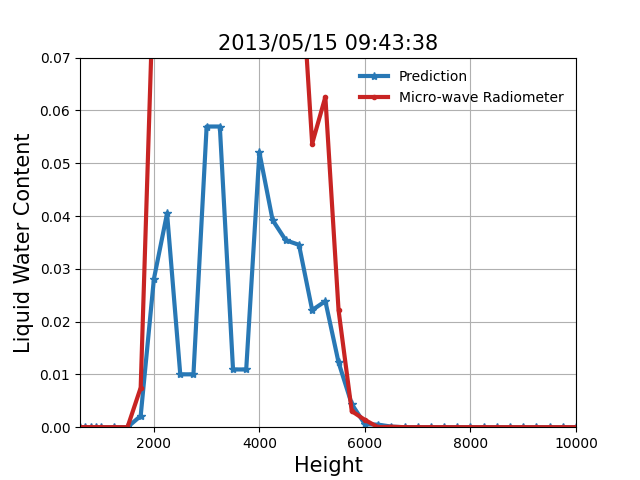 2013/05/15 09:43:38
0.07
0.06
0.05
0.04
0.03
0.02
0.01
0.00
Liquid Water Content
Prediction
Micro-wave Radiometer
2000 4000 6000 8000 10000
Height